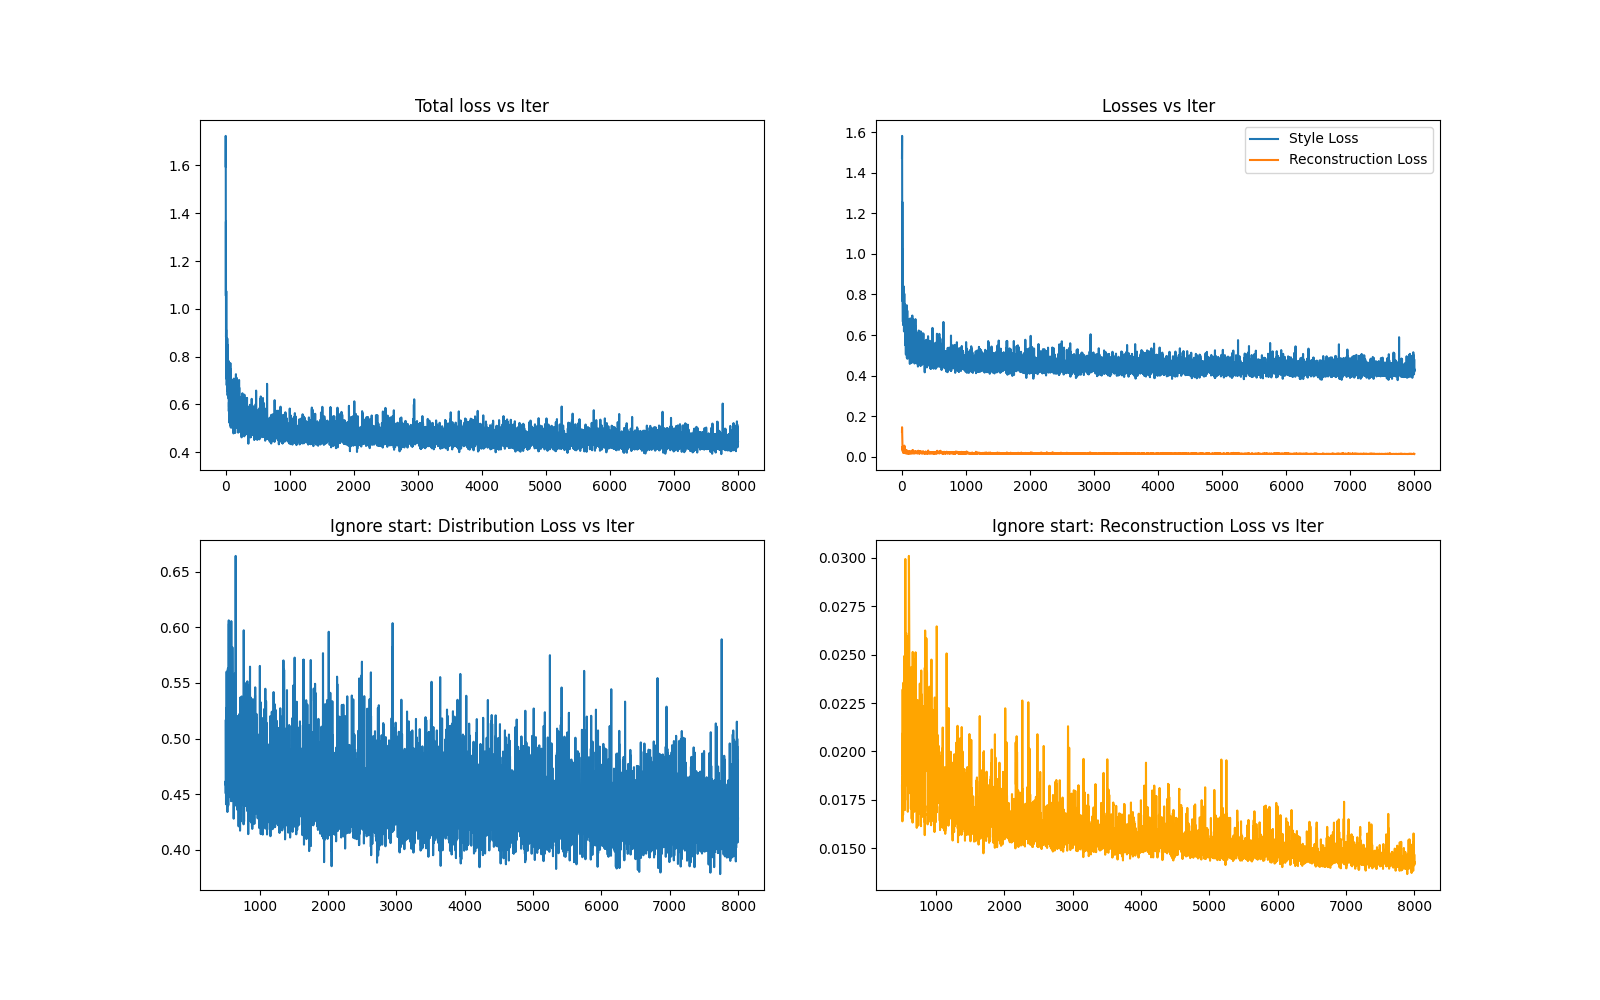 Total loss vs Iter
1.6
1.4
1.2
1.0
0.8
0.6
0.4
0 1000 2000 3000 4000 5000 6000 7000 8000
Losses vs Iter
Style Loss
Reconstruction Loss
1.6
1.4
1.2
1.0
0.8
0.6
0.4
0.2
0.0
0 1000 2000 3000 4000 5000 6000 7000 8000
Ignore start: Distribution Loss vs Iter
0.65
0.60
0.55
0.50
0.45
0.40
1000 2000 3000 4000 5000 6000 7000 8000
Ignore start: Reconstruction Loss vs Iter
0.0300
0.0275
0.0250
0.0225
0.0200
0.0175
0.0150
1000 2000 3000 4000 5000 6000 7000 8000